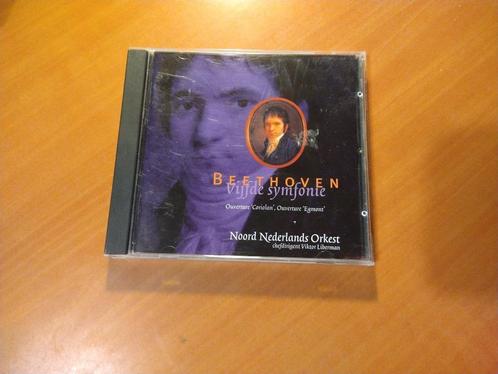 BEETHOVEN
Vijfde symfonie
Ouverture 'Coriolan', Ouverture 'Egmont'
Noord Nederlands Orkest
chefdirigent Viktor Liberman